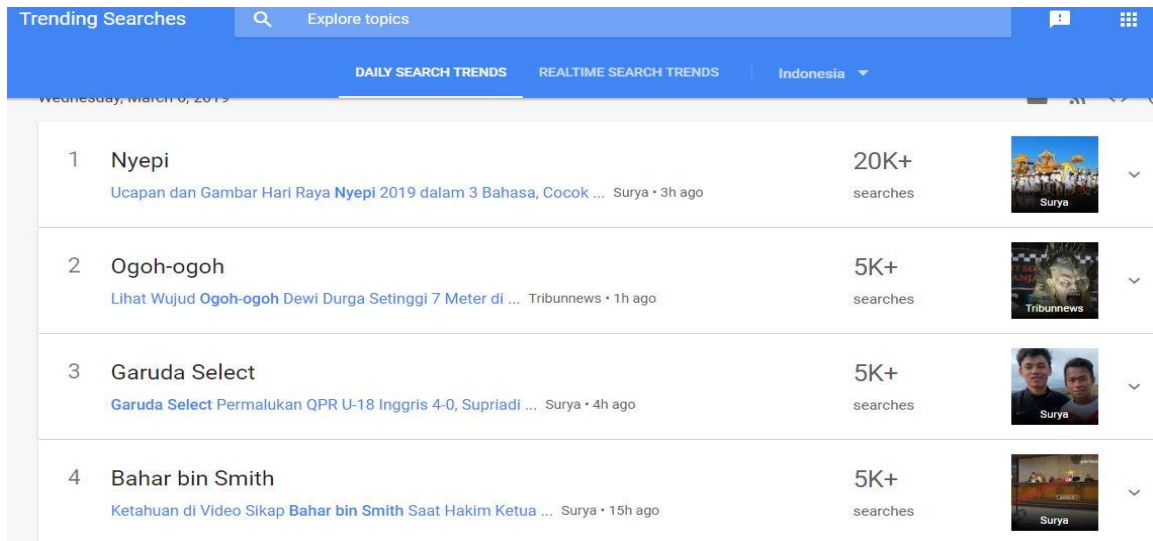 Trending Searches
Explore topics
DAILY SEARCH TRENDS
REALTIME SEARCH TRENDS
Indonesia
Wednesday, March 6, 2019
1
Nyepi
Ucapan dan Gambar Hari Raya Nyepi 2019 dalam 3 Bahasa, Cocok ... Surya • 3h ago
20K+
searches
Surya
2
Ogoh-ogoh
Lihat Wujud Ogoh-ogoh Dewi Durga Setinggi 7 Meter di ... Tribunnews • 1h ago
5K+
searches
Tribunnews
3
Garuda Select
Garuda Select Permalukan QPR U-18 Inggris 4-0, Supriadi ... Surya • 4h ago
5K+
searches
Surya
4
Bahar bin Smith
Ketahuan di Video Sikap Bahar bin Smith Saat Hakim Ketua ... Surya • 15h ago
5K+
searches
Surya